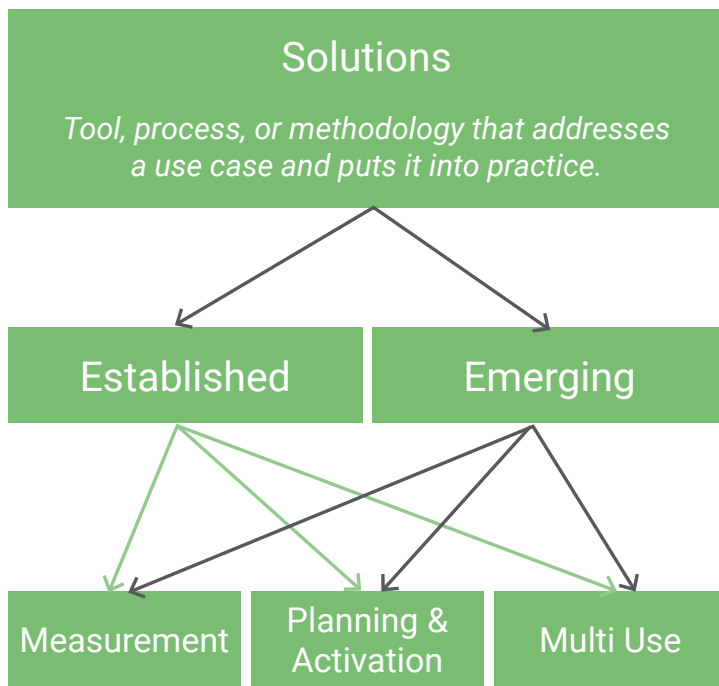 Solutions
Tool, process, or methodology that addresses
a use case and puts it into practice.
Established
Emerging
Measurement
Planning &
Activation
Multi Use